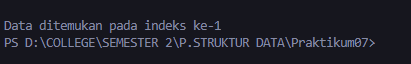 Data ditemukan pada indeks ke-1
PS D:\COLLEGE\SEMESTER 2\P.STRUKTUR DATA\Praktikum07>